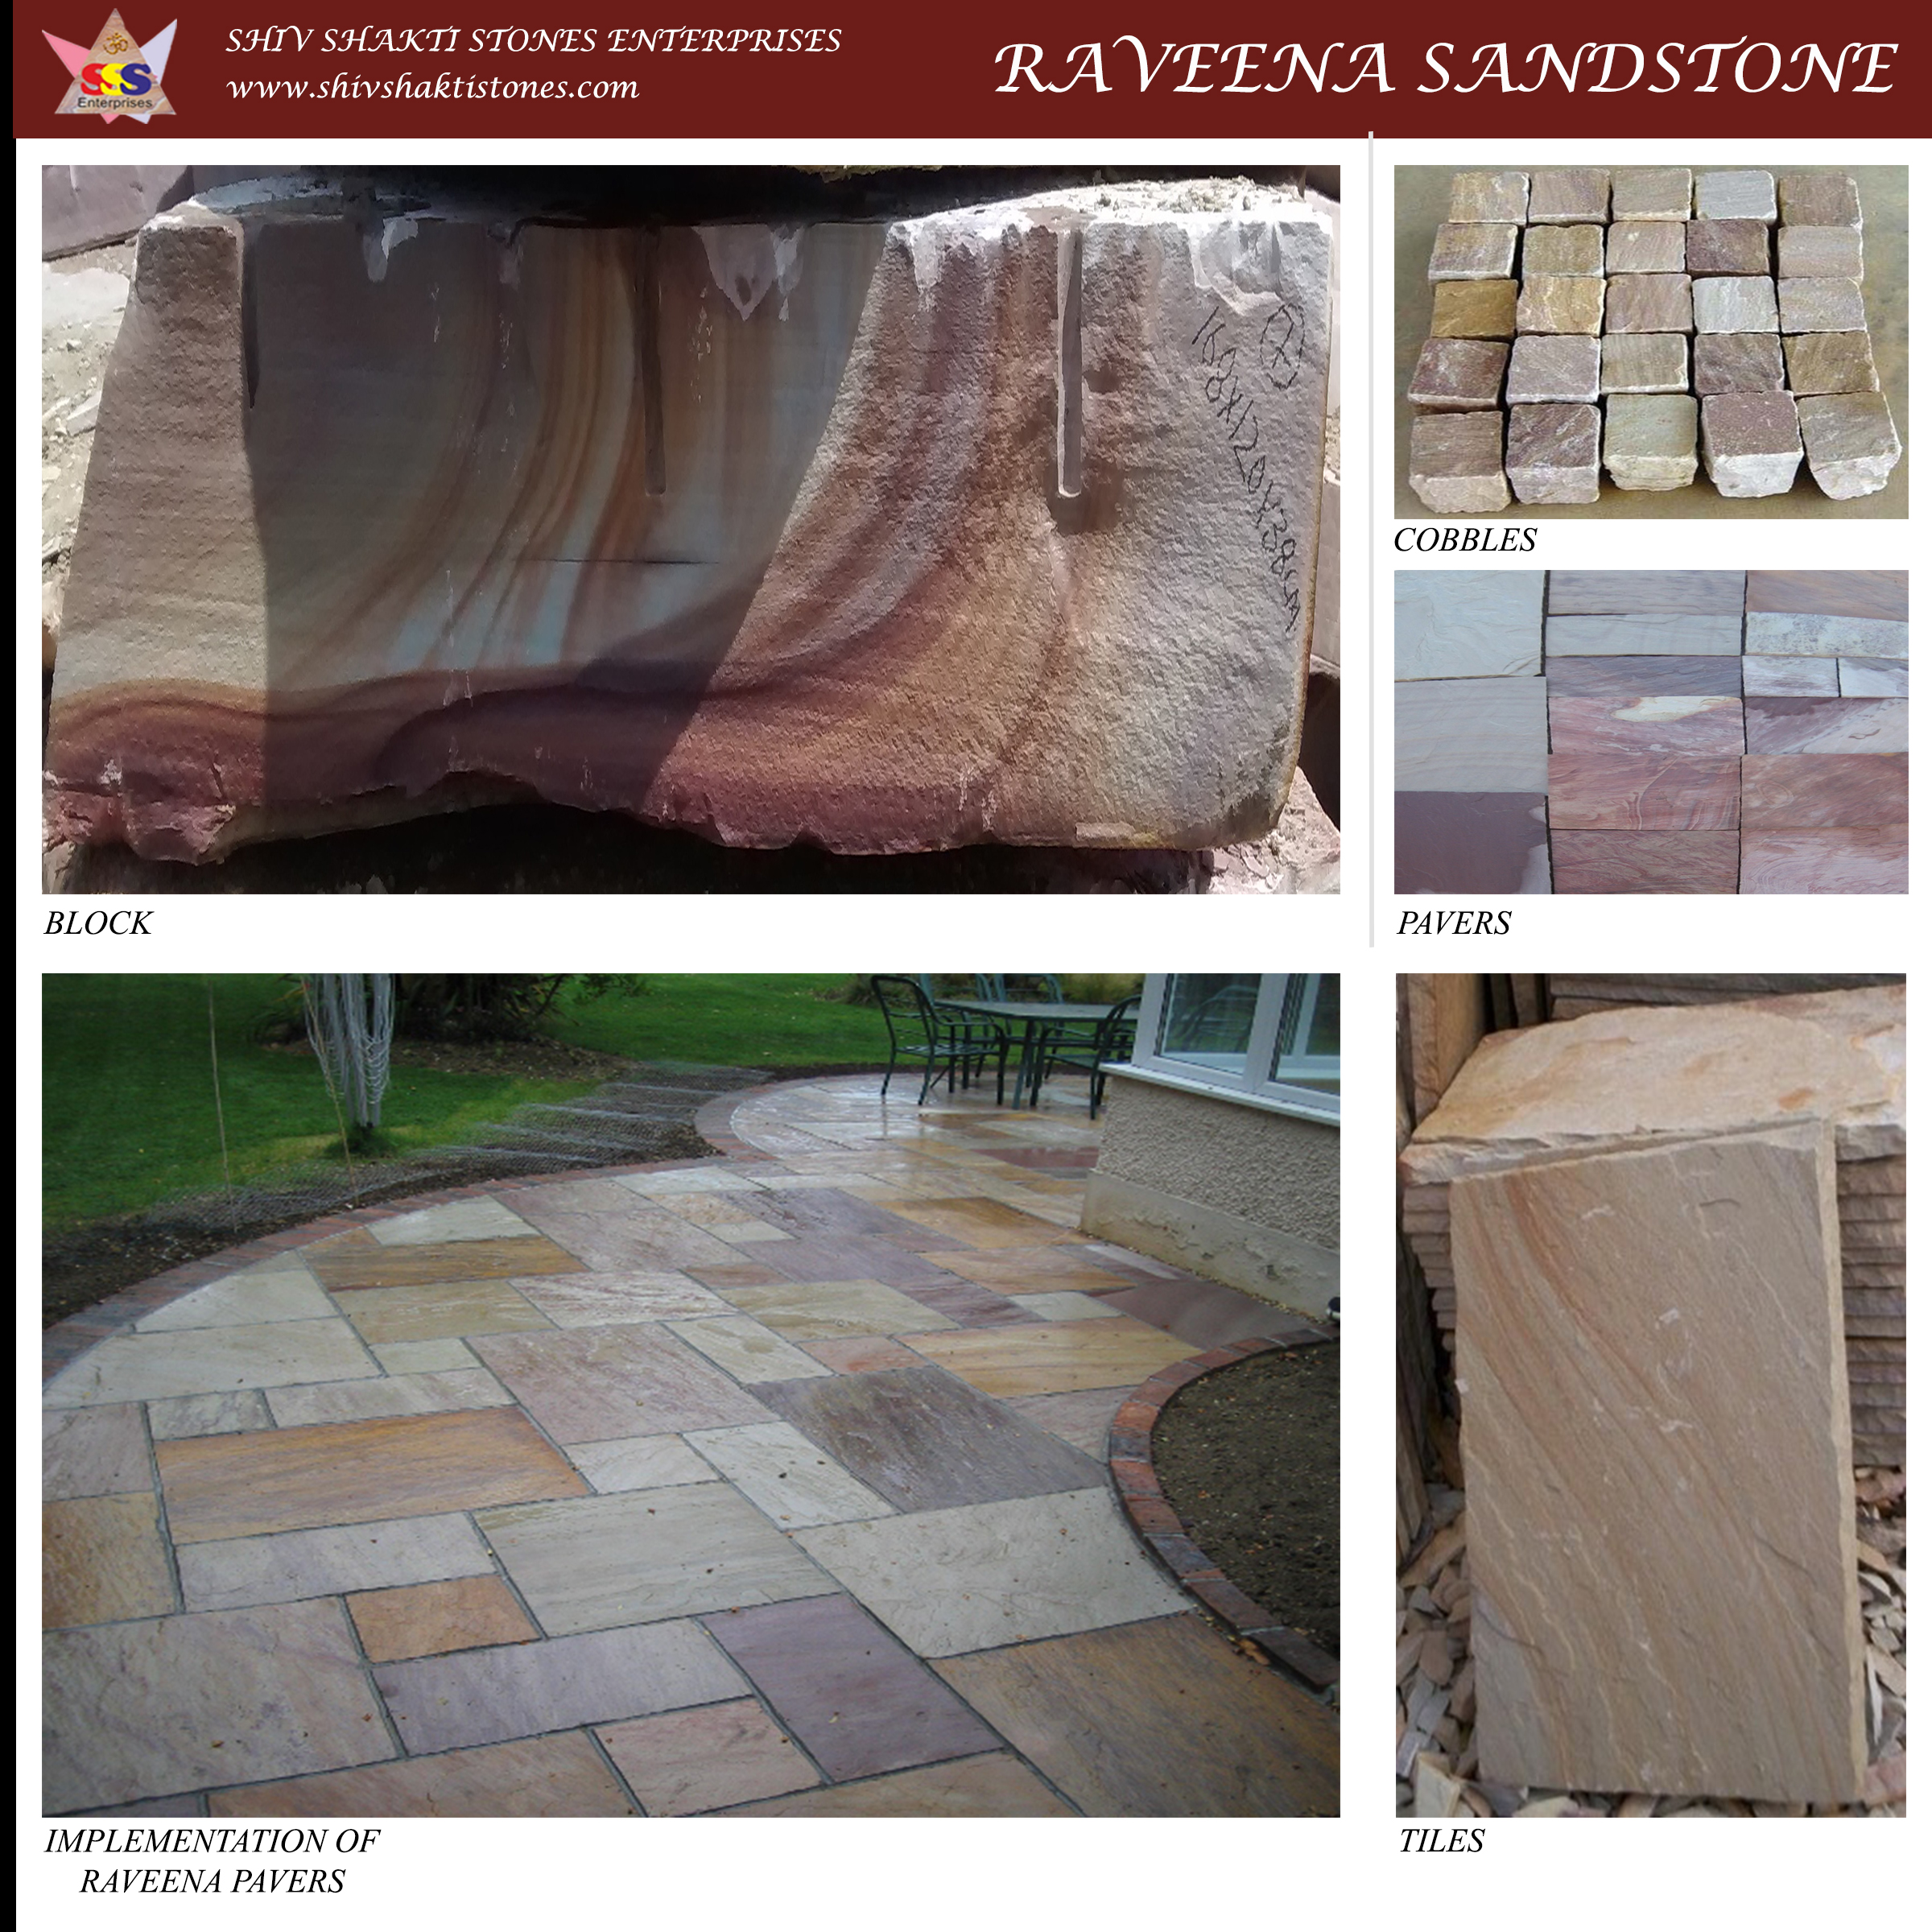 ॐ
SSS
Enterprises
SHIV SHAKTI STONES ENTERPRISES
www.shivshaktistones.com
RAVEENA SANDSTONE
168X120X38cm
BLOCK
COBBLES
PAVERS
IMPLEMENTATION OF
RAVEENA PAVERS
TILES